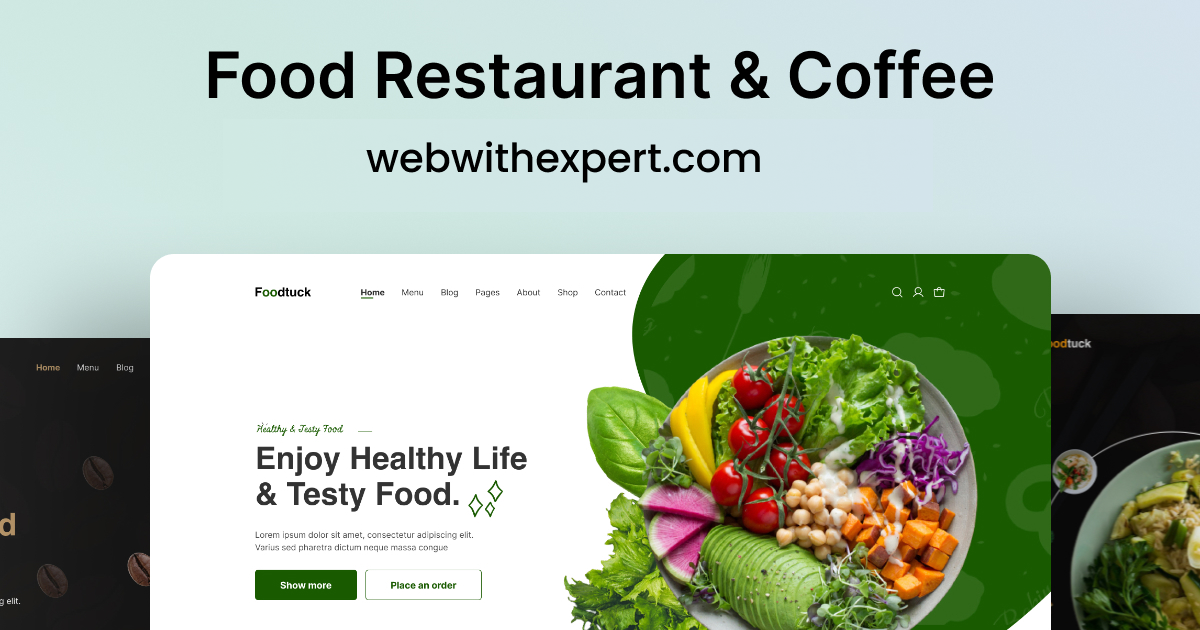 Food Restaurant & Coffee
webwithexpert.com
Foodtuck
Home Menu Blog Pages About Shop Contact
Home Menu Blog
oodtuck
Healthy & Testy Food
Enjoy Healthy Life
& Testy Food.
d
Lorem ipsum dolor sit amet, consectetur adipiscing elit.
Varius sed pharetra dictum neque massa congue
Show more Place an order
g elit.